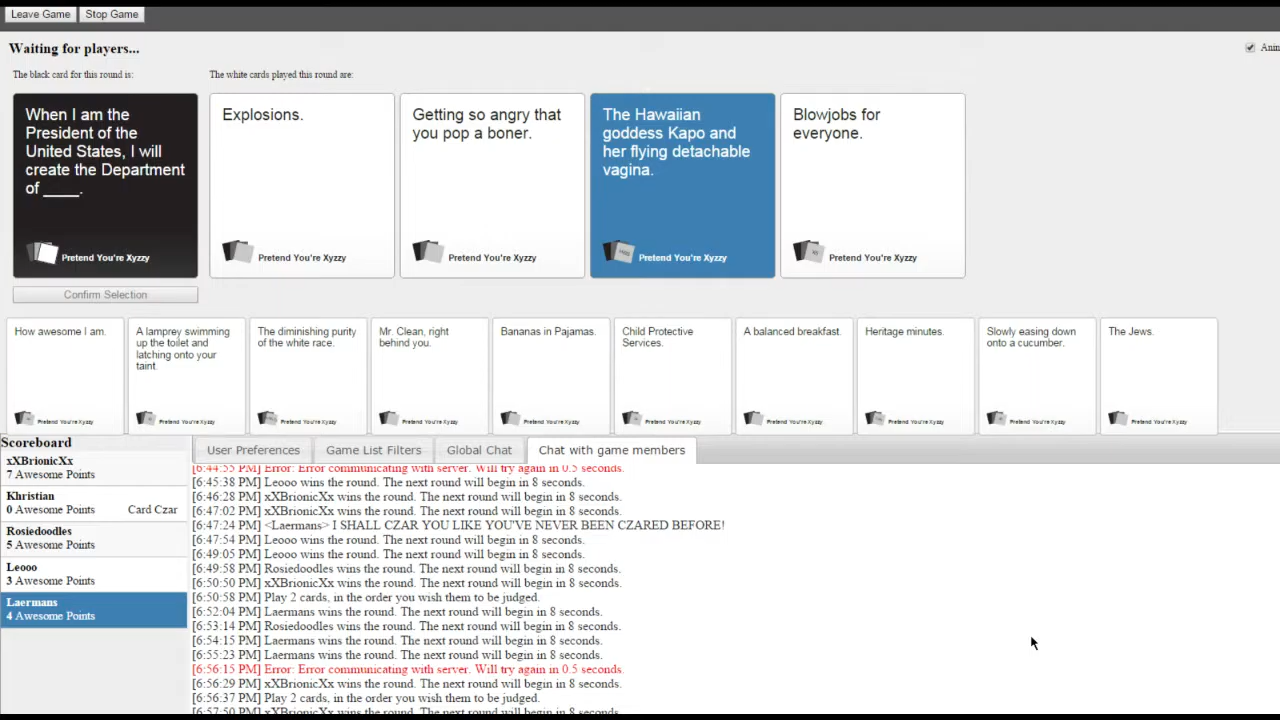 Leave Game
Stop Game
Waiting for players...
Anin
The black card for this round is:
The white cards played this round are:
When I am the
President of the
United States, I will
create the Department
of ____.
Pretend You're Xyzzy
Explosions.
Pretend You're Xyzzy
Getting so angry that
you pop a boner.
Pretend You're Xyzzy
The Hawaiian
goddess Kapo and
her flying detachable
vagina.
Pretend You're Xyzzy
Blowjobs for
everyone.
Pretend You're Xyzzy
Confirm Selection
How awesome I am.
Pretend You're Xyzzy
A lamprey swimming
up the toilet and
latching onto your
taint.
Pretend You're Xyzzy
The diminishing purity
of the white race.
Pretend You're Xyzzy
Mr. Clean, right
behind you.
Pretend You're Xyzzy
Bananas in Pajamas.
Pretend You're Xyzzy
Child Protective
Services.
Pretend You're Xyzzy
A balanced breakfast.
Pretend You're Xyzzy
Heritage minutes.
Pretend You're Xyzzy
Slowly easing down
onto a cucumber.
Pretend You're Xyzzy
The Jews.
Pretend You're Xyzzy
Scoreboard
xXBrionicXx
7 Awesome Points
Khristian
0 Awesome Points Card Czar
Rosiedoodles
5 Awesome Points
Leooo
3 Awesome Points
Laermans
4 Awesome Points
User Preferences
Game List Filters
Global Chat
Chat with game members
[6:44:55 PM] Error: Error communicating with server. Will try again in 0.5 seconds.
[6:45:38 PM] Leooo wins the round. The next round will begin in 8 seconds.
[6:46:28 PM] xXBrionicXx wins the round. The next round will begin in 8 seconds.
[6:47:02 PM] xXBrionicXx wins the round. The next round will begin in 8 seconds.
[6:47:24 PM] <Laermans> I SHALL CZAR YOU LIKE YOU'VE NEVER BEEN CZARED BEFORE!
[6:47:54 PM] Leooo wins the round. The next round will begin in 8 seconds.
[6:49:05 PM] Leooo wins the round. The next round will begin in 8 seconds.
[6:49:58 PM] Rosiedoodles wins the round. The next round will begin in 8 seconds.
[6:50:50 PM] xXBrionicXx wins the round. The next round will begin in 8 seconds.
[6:50:58 PM] Play 2 cards, in the order you wish them to be judged.
[6:52:04 PM] Laermans wins the round. The next round will begin in 8 seconds.
[6:53:14 PM] Rosiedoodles wins the round. The next round will begin in 8 seconds.
[6:54:15 PM] Laermans wins the round. The next round will begin in 8 seconds.
[6:55:23 PM] Laermans wins the round. The next round will begin in 8 seconds.
[6:56:15 PM] Error: Error communicating with server. Will try again in 0.5 seconds.
[6:56:29 PM] xXBrionicXx wins the round. The next round will begin in 8 seconds.
[6:56:37 PM] Play 2 cards, in the order you wish them to be judged.
[6:57:50 PM] xXBrionicXx wins the round. The next round will begin in 8 seconds.